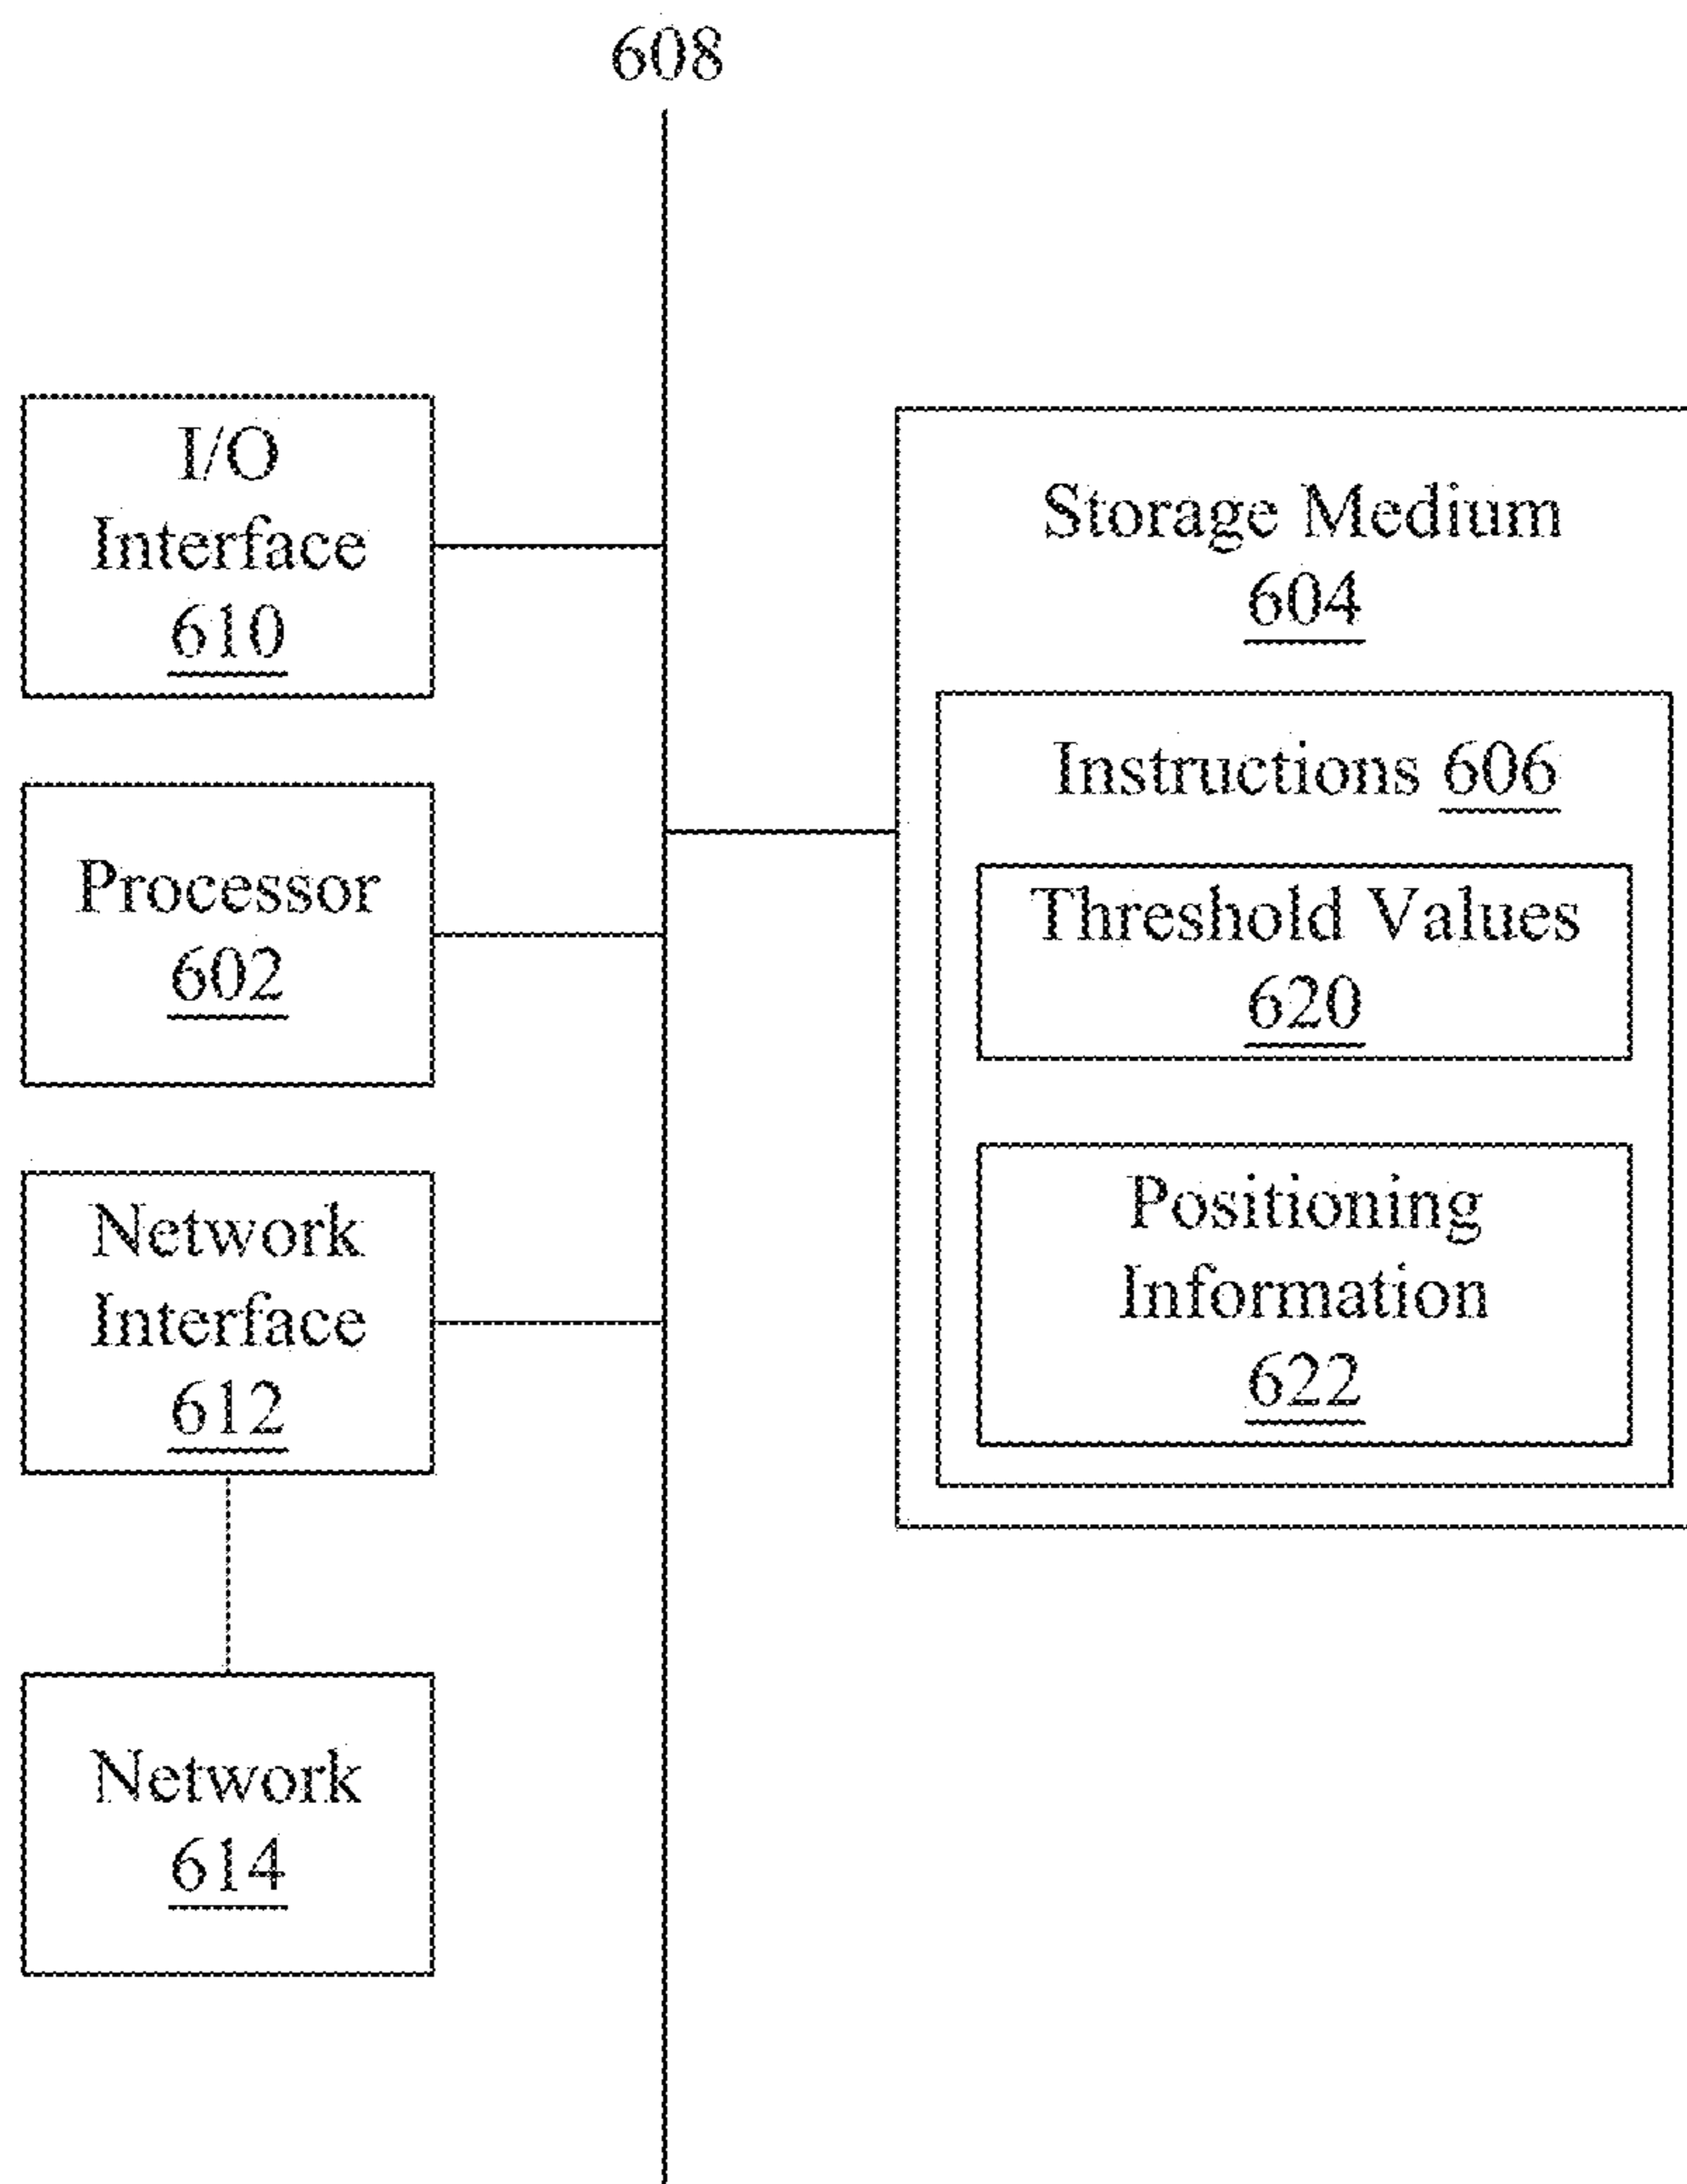 608
I/O
Interface
610
Processor
602
Network
Interface
612
Network
614
Storage Medium
604
Instructions 606
Threshold Values
620
Positioning
Information
622